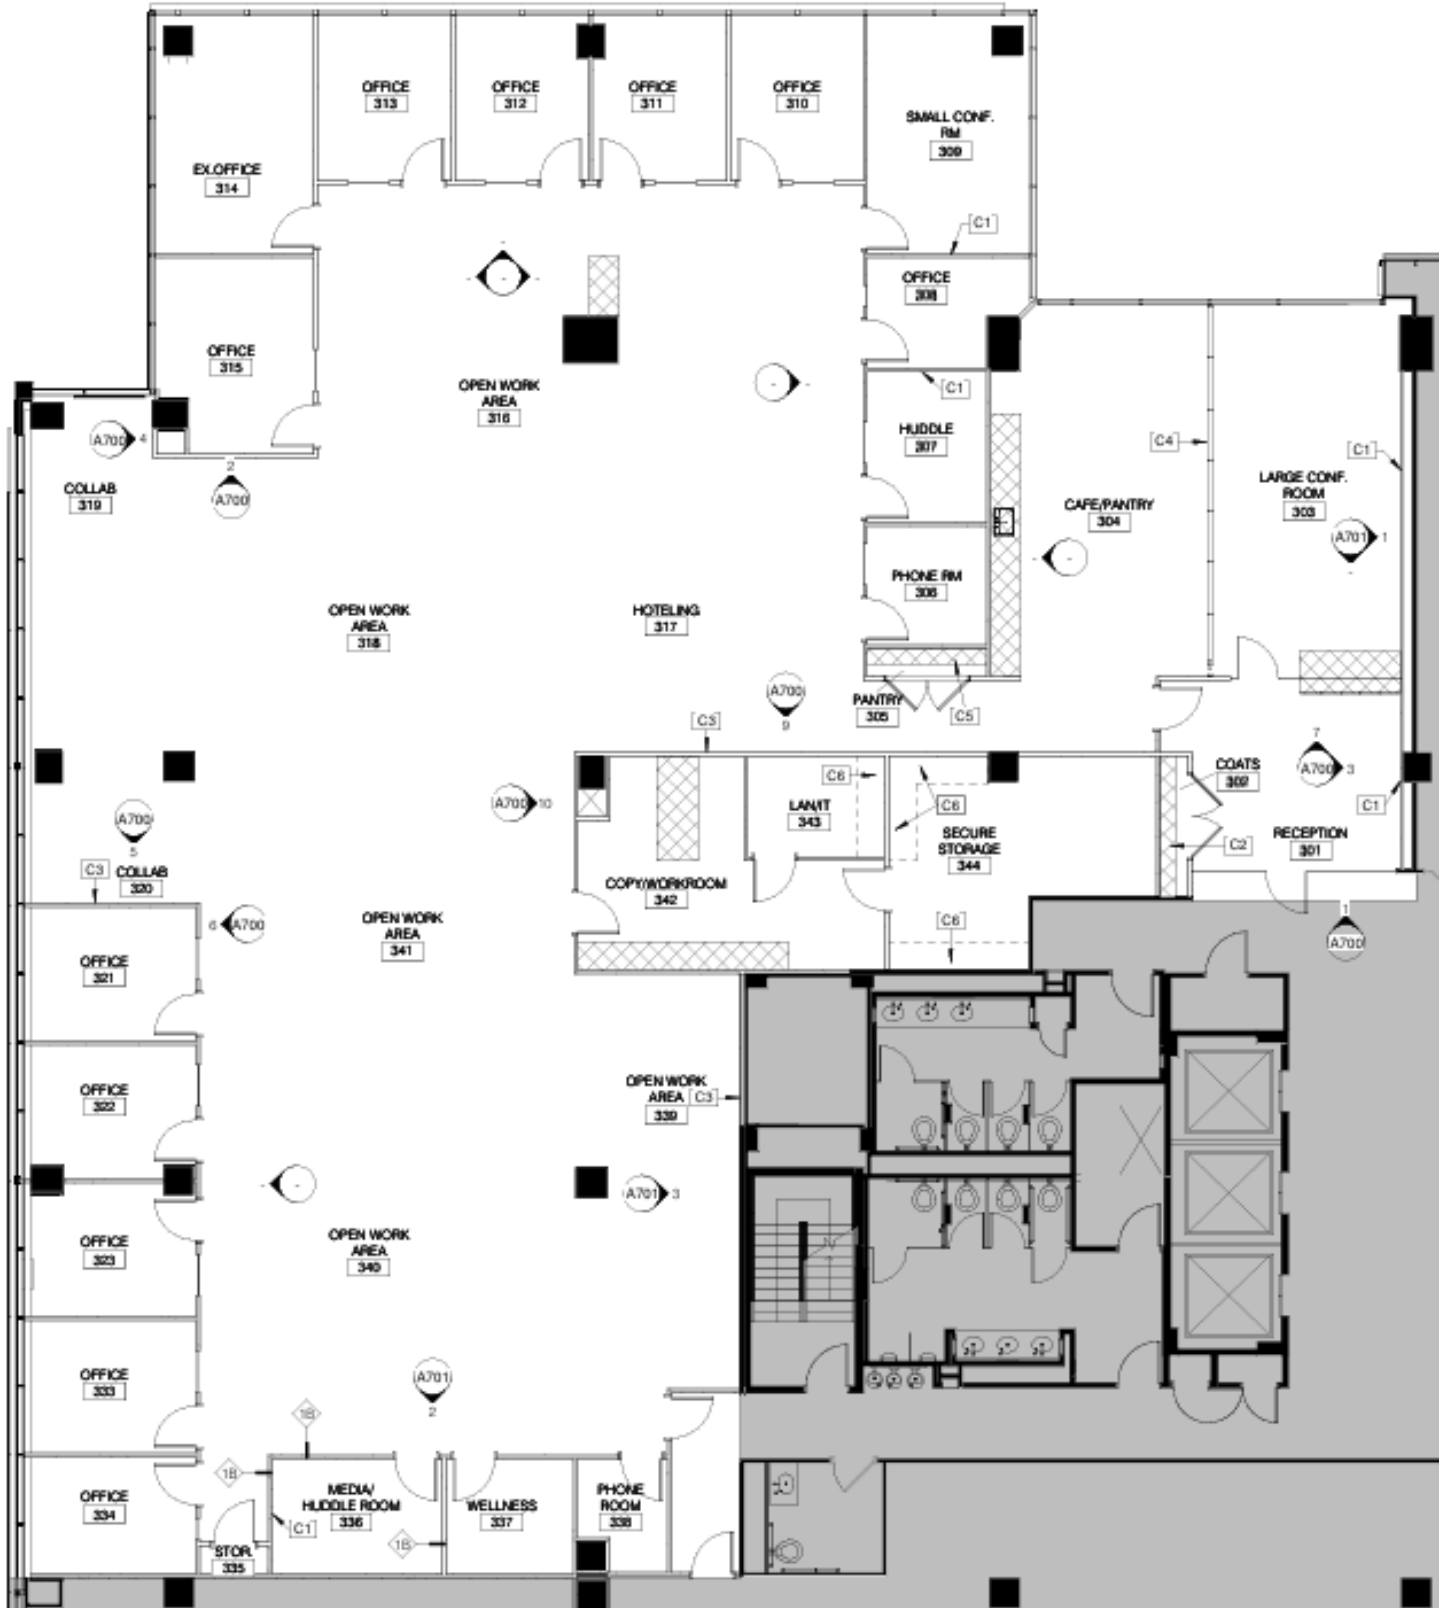 OFFICE
313
OFFICE
312
OFFICE
311
OFFICE
310
SMALL CONF.
RM
309
EX.OFFICE
314
C1
OFFICE
308
OFFICE
315
OPEN WORK
AREA
316
C1
A700 4
2
A700
COLLAB
319
HUDDLE
307
C4
C1
LARGE CONF.
ROOM
303
CAFE/PANTRY
304
A701 1
PHONE RM
306
OPEN WORK
AREA
318
HOTELING
317
A700
9
PANTRY
305
C5
C3
7
A700 3
COATS
302
C6
C6
A700 10
LAN/IT
343
SECURE
STORAGE
344
C1
RECEPTION
301
C2
A700
5
COLLAB
320
C3
COPY/WORKROOM
342
6 A700
OPEN WORK
AREA
341
C6
1
A700
OFFICE
321
OFFICE
322
OPEN WORK
AREA
339
C3
A701 3
OFFICE
323
OPEN WORK
AREA
340
OFFICE
333
A701
2
1B
1B
OFFICE
334
MEDIA/
HUDDLE ROOM
336
C1
1B
WELLNESS
337
PHONE
ROOM
338
STOR.
335